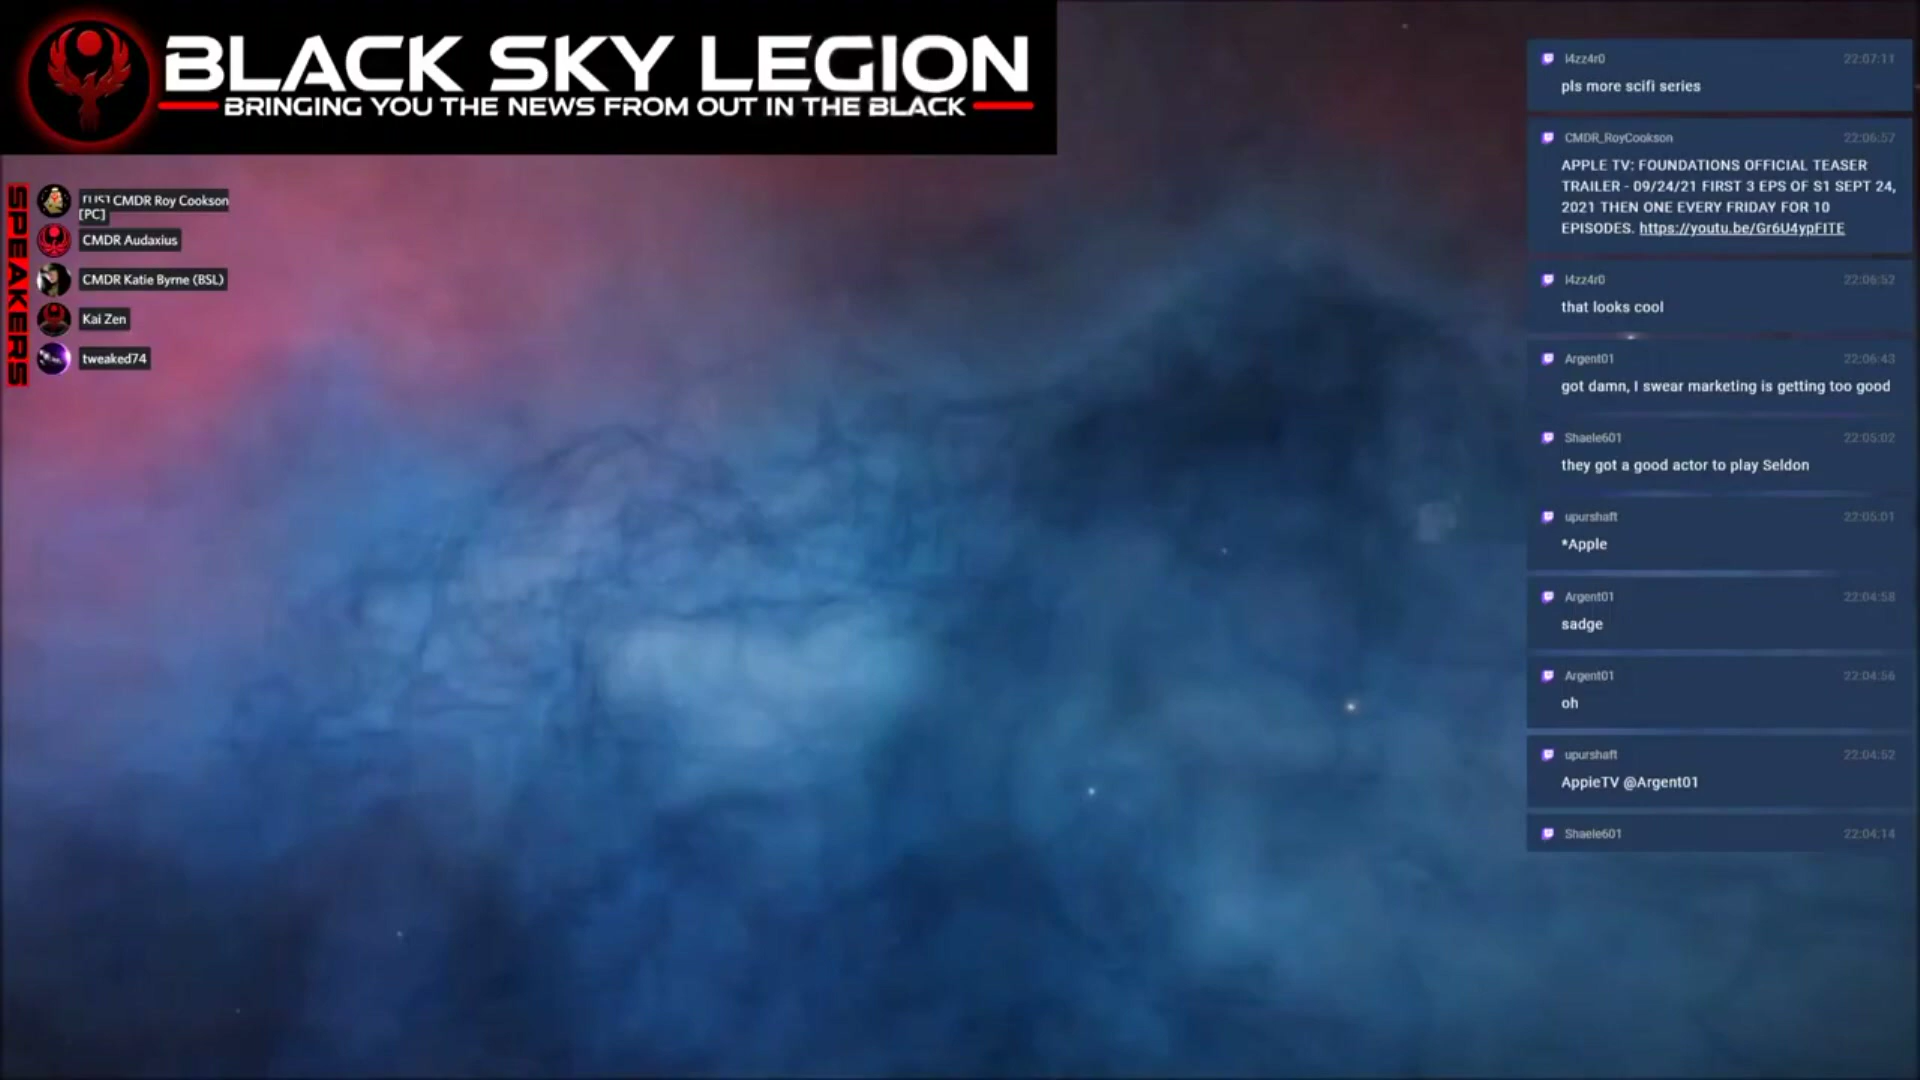 BLACK SKY LEGION
BRINGING YOU THE NEWS FROM OUT IN THE BLACK
SPEAKERS
[US] CMDR Roy Cookson
[PC]
CMDR Audaxius
CMDR Katie Byrne (BSL)
Kai Zen
tweaked74
l4zz4r0 22:07:11
pls more scifi series
CMDR_RoyCookson 22:06:57
APPLE TV: FOUNDATIONS OFFICIAL TEASER
TRAILER - 09/24/21 FIRST 3 EPS OF S1 SEPT 24,
2021 THEN ONE EVERY FRIDAY FOR 10
EPISODES. https://youtu.be/Gr6U4ypFITE
l4zz4r0 22:06:52
that looks cool
Argent01 22:06:43
got damn, I swear marketing is getting too good
Shaele601 22:05:02
they got a good actor to play Seldon
upurshaft 22:05:01
*Apple
Argent01 22:04:58
sadge
Argent01 22:04:56
oh
upurshaft 22:04:52
AppieTV @Argent01
Shaele601 22:04:14